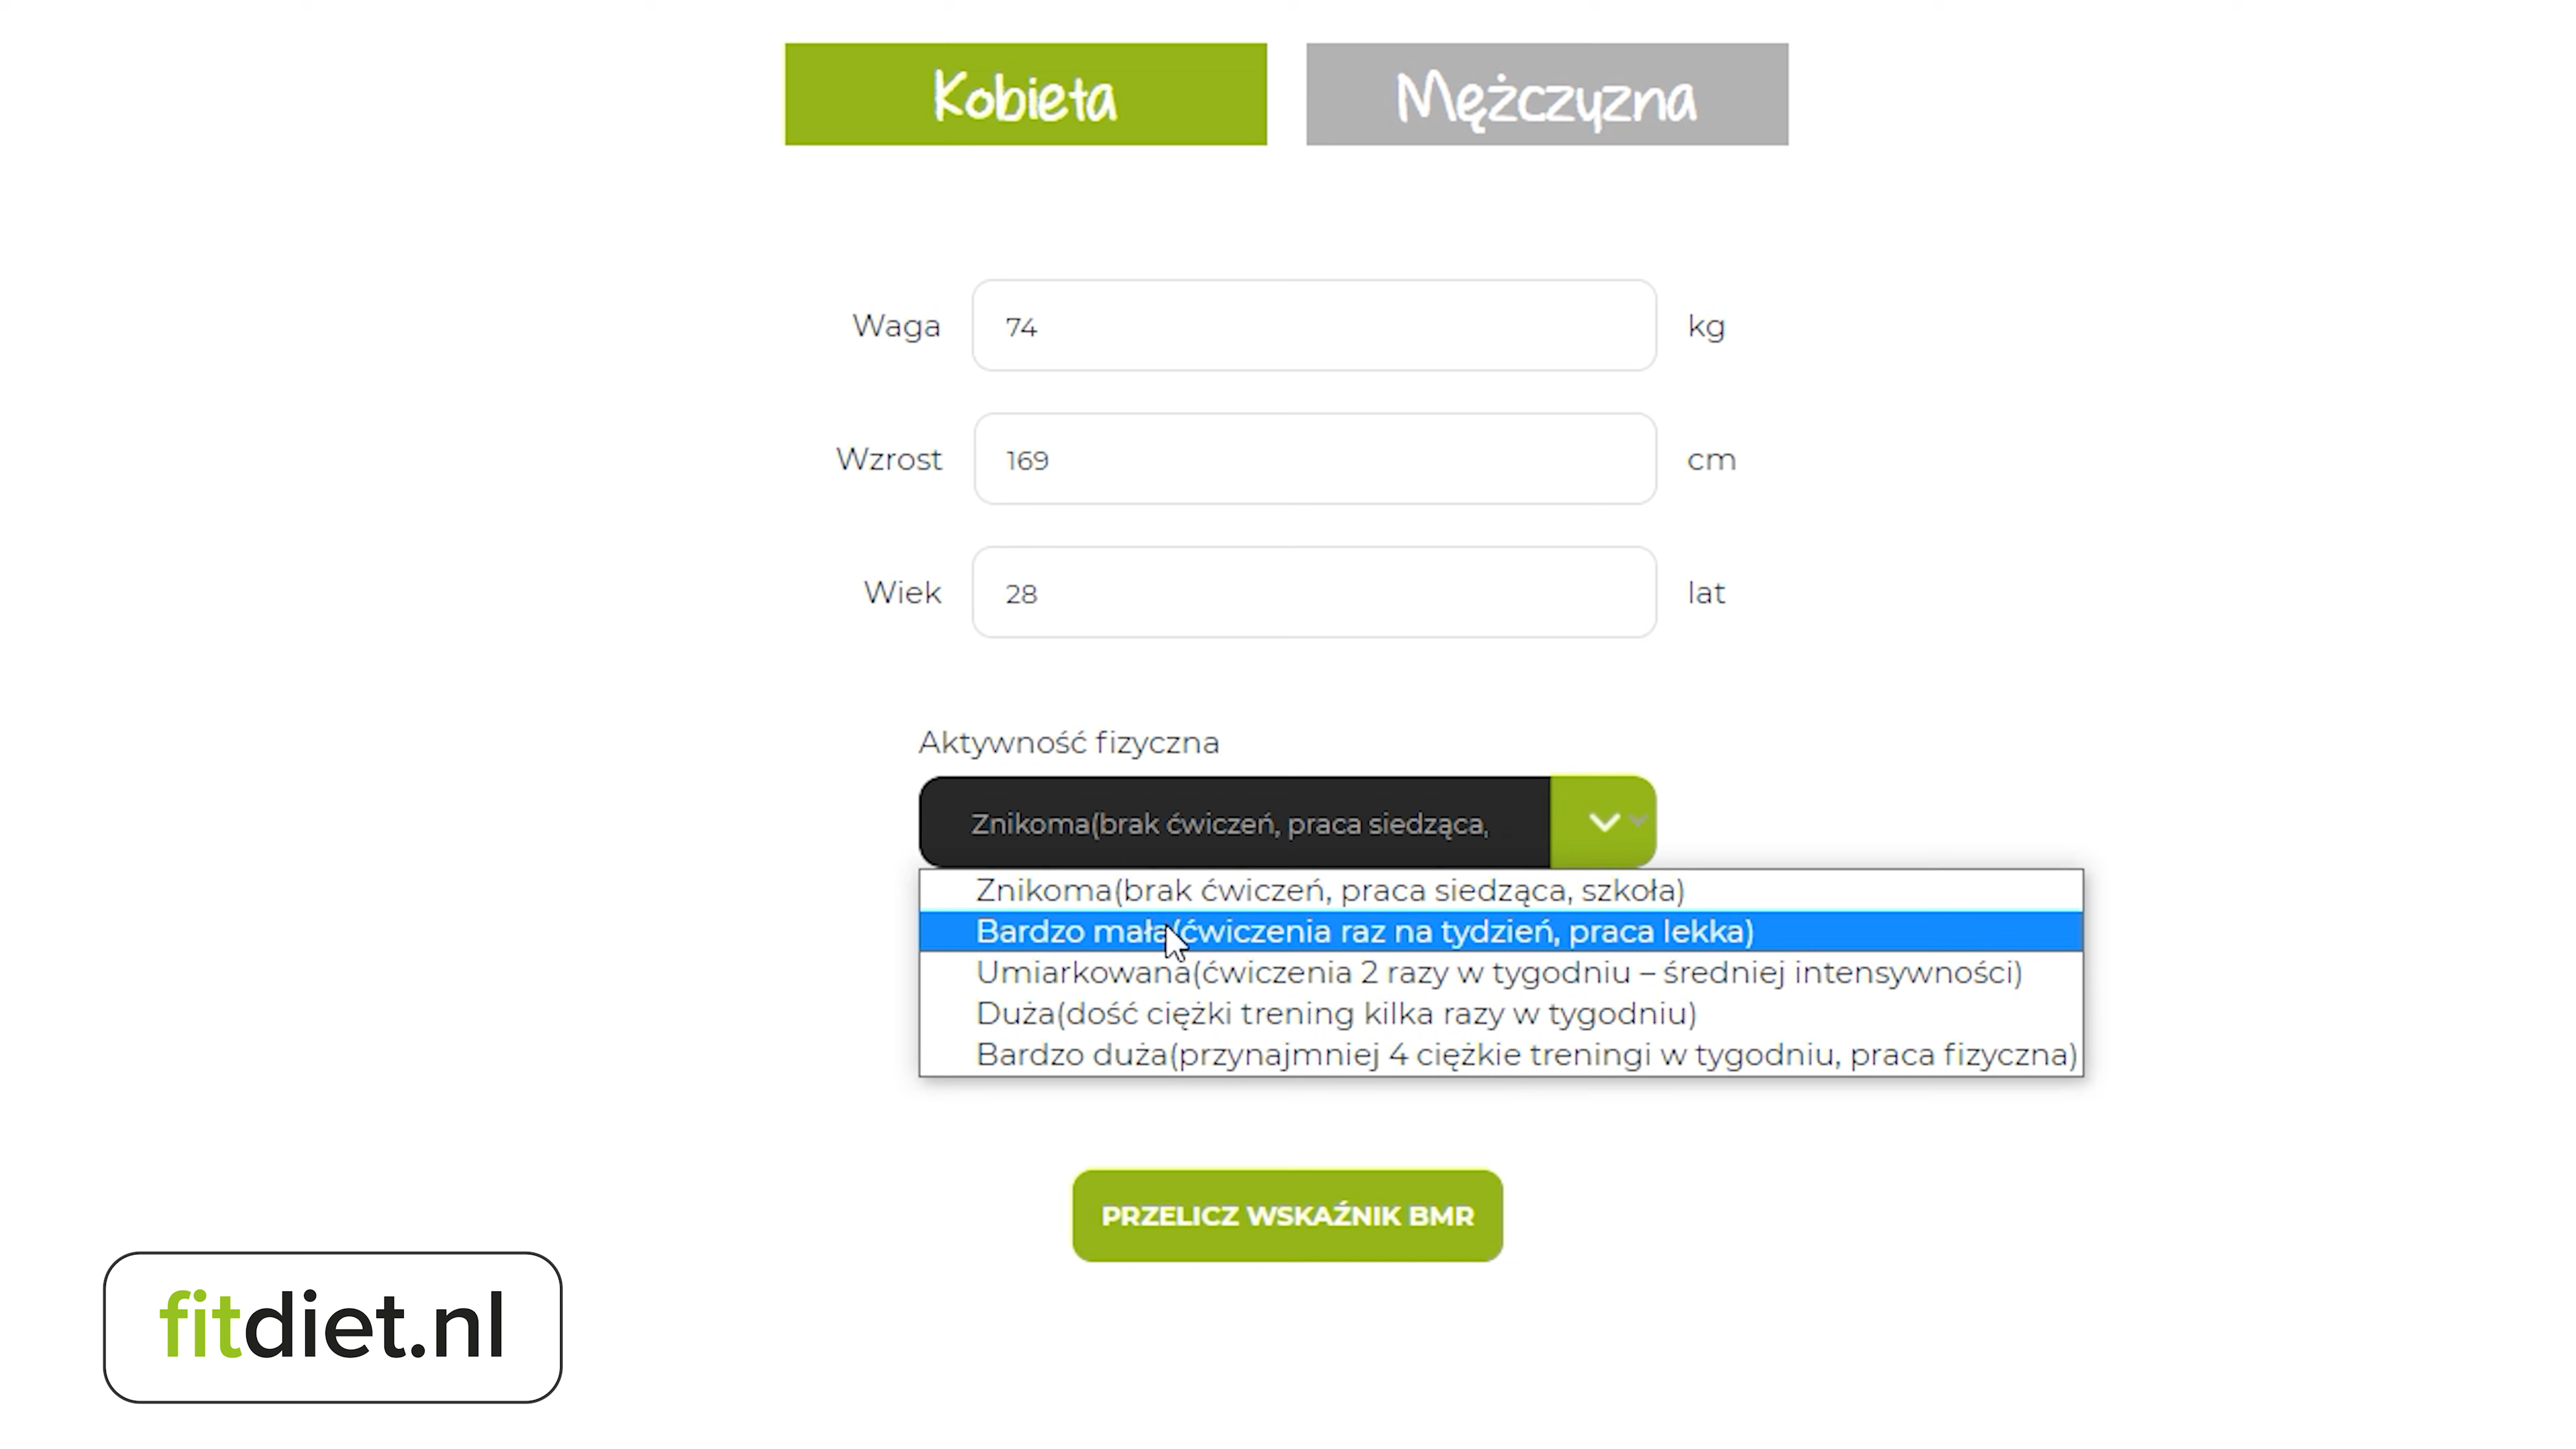 Kobieta Mężczyzna
Waga 74 kg
Wzrost 169 cm
Wiek 28 lat
Aktywność fizyczna
Znikoma(brak ćwiczeń, praca siedząca,
Znikoma(brak ćwiczeń, praca siedząca, szkoła)
Bardzo mała(ćwiczenia raz na tydzień, praca lekka)
Umiarkowana(ćwiczenia 2 razy w tygodniu – średniej intensywności)
Duża(dość ciężki trening kilka razy w tygodniu)
Bardzo duża(przynajmniej 4 ciężkie treningi w tygodniu, praca fizyczna)
PRZELICZ WSKAŹNIK BMR
fitdiet.nl